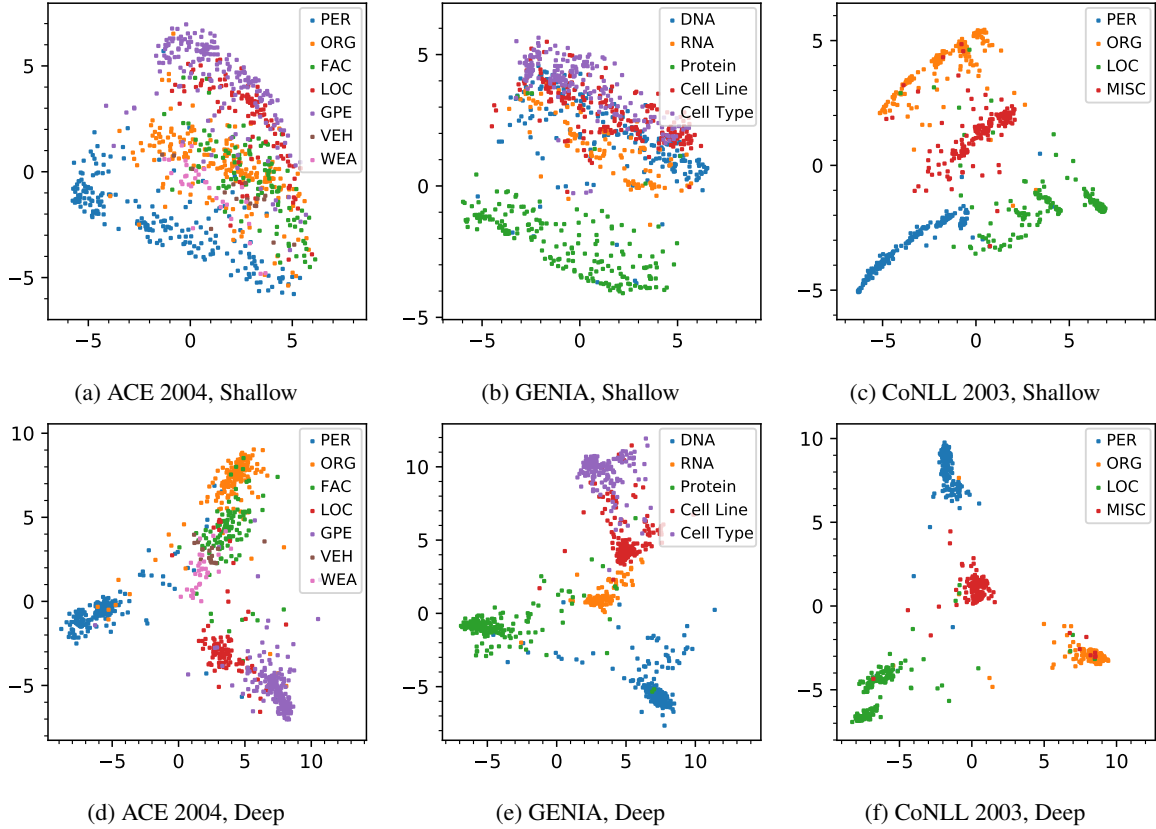 PER
ORG
FAC
LOC
GPE
VEH
WEA
5
0
−5
−5 0 5
(a) ACE 2004, Shallow
DNA
RNA
Protein
Cell Line
Cell Type
5
0
−5
−5 0 5
(b) GENIA, Shallow
PER
ORG
LOC
MISC
5
0
−5
−5 0 5
(c) CoNLL 2003, Shallow
PER
ORG
FAC
LOC
GPE
VEH
WEA
10
5
0
−5
−5 0 5 10
(d) ACE 2004, Deep
DNA
RNA
Protein
Cell Line
Cell Type
10
5
0
−5
−5 0 5 10
(e) GENIA, Deep
PER
ORG
LOC
MISC
10
5
0
−5
−5 0 5 10
(f) CoNLL 2003, Deep